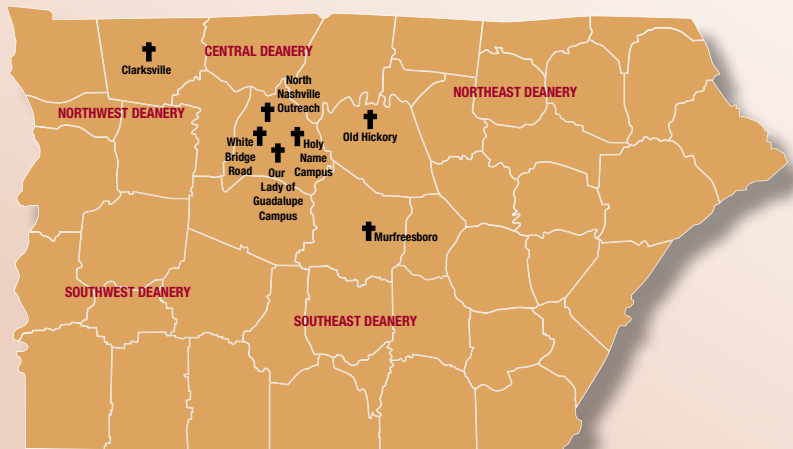 CENTRAL DEANERY
Clarksville
North
Nashville
Outreach
NORTHEAST DEANERY
NORTHWEST DEANERY
Old Hickory
White
Bridge
Road
Holy
Name
Campus
Our
Lady of
Guadalupe
Campus
Murfreesboro
SOUTHWEST DEANERY
SOUTHEAST DEANERY